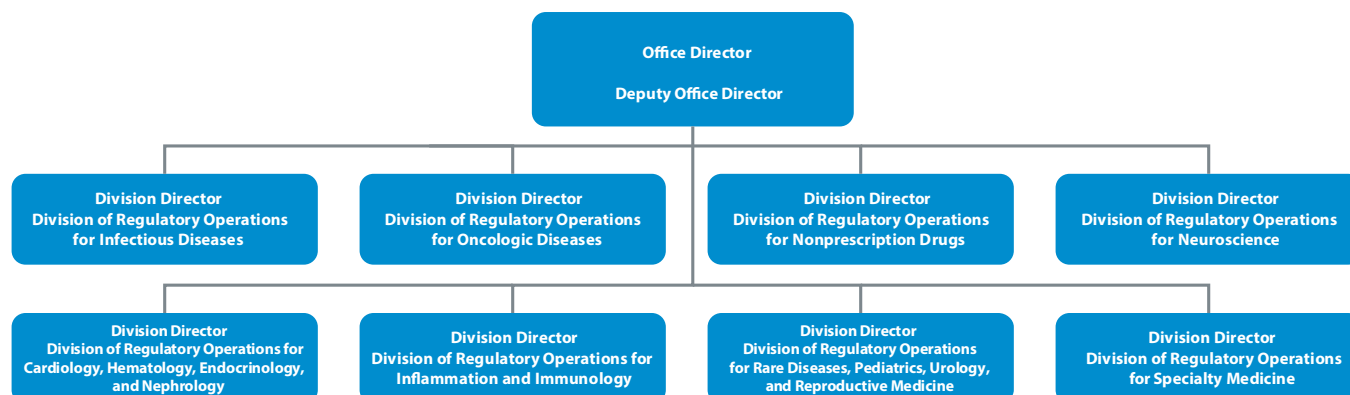 Office Director
Deputy Office Director
Division Director
Division of Regulatory Operations
for Infectious Diseases
Division Director
Division of Regulatory Operations
for Oncologic Diseases
Division Director
Division of Regulatory Operations
for Nonprescription Drugs
Division Director
Division of Regulatory Operations
for Neuroscience
Division Director
Division of Regulatory Operations for
Cardiology, Hematology, Endocrinology,
and Nephrology
Division Director
Division of Regulatory Operations for
Inflammation and Immunology
Division Director
Division of Regulatory Operations
for Rare Diseases, Pediatrics, Urology,
and Reproductive Medicine
Division Director
Division of Regulatory Operations
for Specialty Medicine